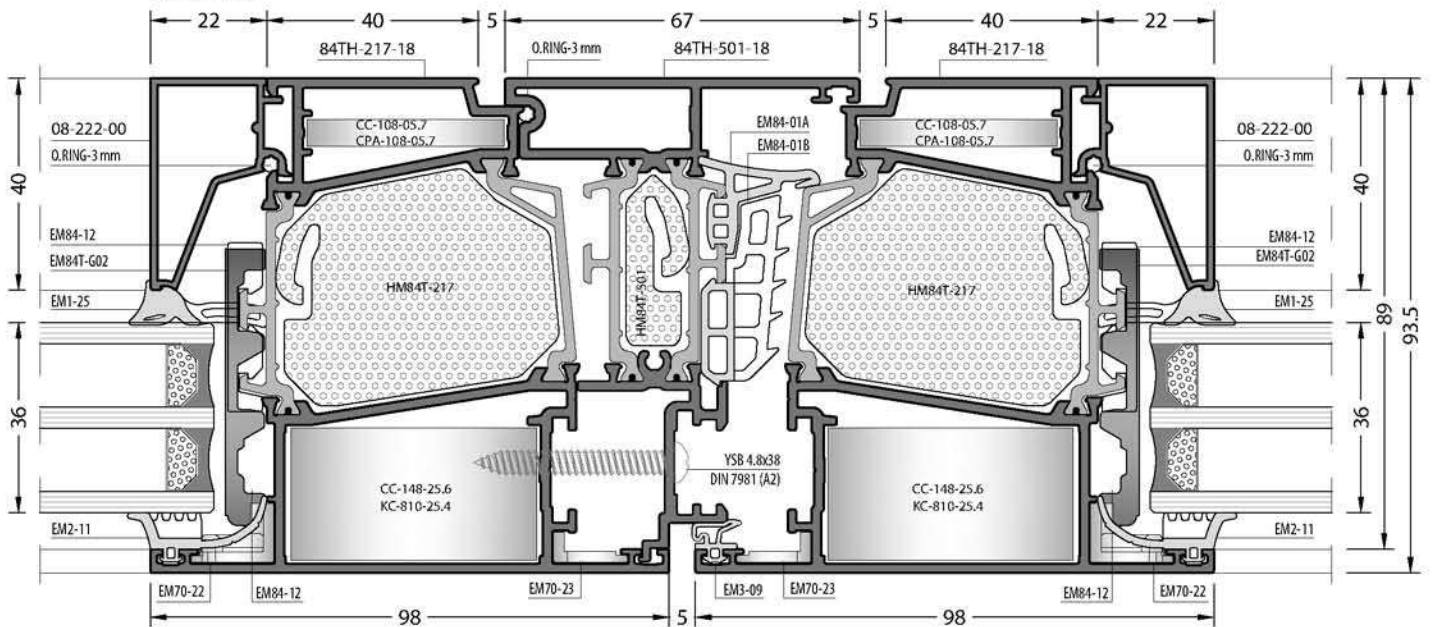 22
40
5
67
5
40
22
84TH-217-18
O.RING-3 mm
84TH-501-18
84TH-217-18
08-222-00
O.RING-3 mm
CC-108-05.7
CPA-108-05.7
EM84-01A
EM84-01B
CC-108-05.7
CPA-108-05.7
08-222-00
O.RING-3 mm
40
40
89
93.5
EM84-12
EM84T-G02
EM84-12
EM84T-G02
HM84T-217
HM84T-501
HM84T-217
EM1-25
EM1-25
36
36
CC-148-25.6
KC-810-25.4
YSB 4.8x38
DIN 7981 (A2)
CC-148-25.6
KC-810-25.4
EM2-11
EM2-11
EM70-22
EM84-12
EM70-23
EM3-09
EM70-23
EM84-12
EM70-22
98
5
98